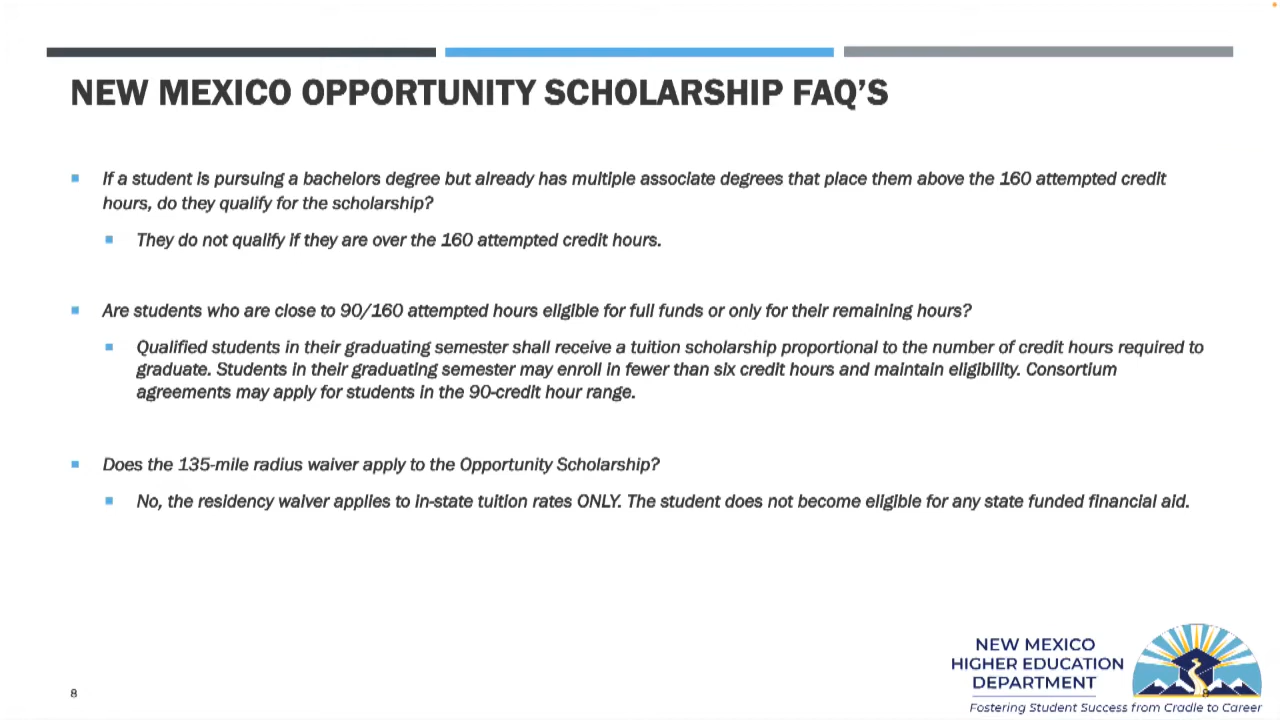 NEW MEXICO OPPORTUNITY SCHOLARSHIP FAQ'S
If a student is pursuing a bachelors degree but already has multiple associate degrees that place them above the 160 attempted credit
hours, do they qualify for the scholarship?
They do not qualify if they are over the 160 attempted credit hours.
Are students who are close to 90/160 attempted hours eligible for full funds or only for their remaining hours?
Qualified students in their graduating semester shall receive a tuition scholarship proportional to the number of credit hours required to
graduate. Students in their graduating semester may enroll in fewer than six credit hours and maintain eligibility. Consortium
agreements may apply for students in the 90-credit hour range.
Does the 135-mile radius waiver apply to the Opportunity Scholarship?
No, the residency waiver applies to in-state tuition rates ONLY. The student does not become eligible for any state funded financial aid.
NEW MEXICO
HIGHER EDUCATION
DEPARTMENT
Fostering Student Success from Cradle to Career
8
8